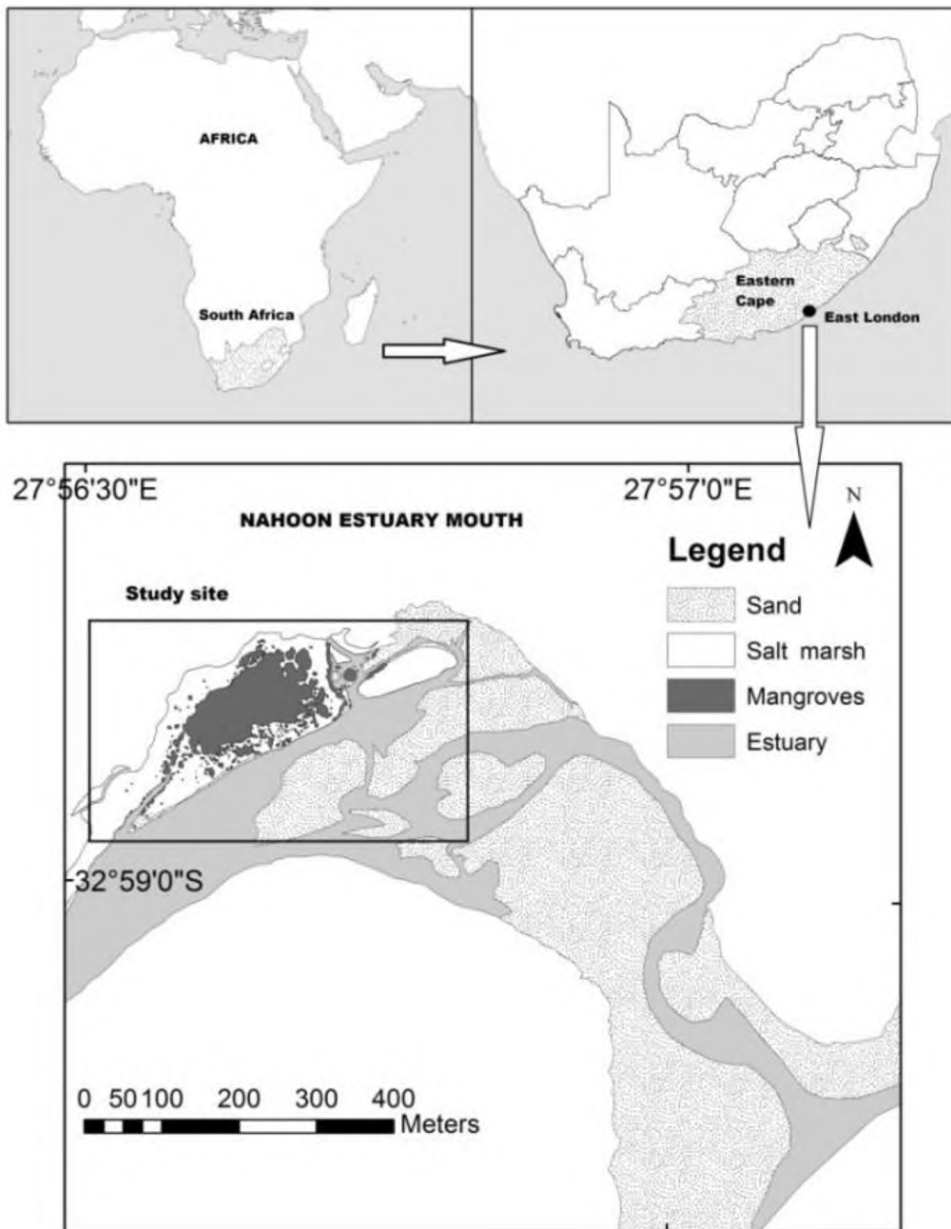 AFRICA
South Africa
Eastern
Cape
East London
27°56'30"E
27°57'0"E
NAHOON ESTUARY MOUTH
N
Study site
Legend
Sand
Salt marsh
Mangroves
Estuary
32°59'0"S
0 50 100 200 300 400
Meters